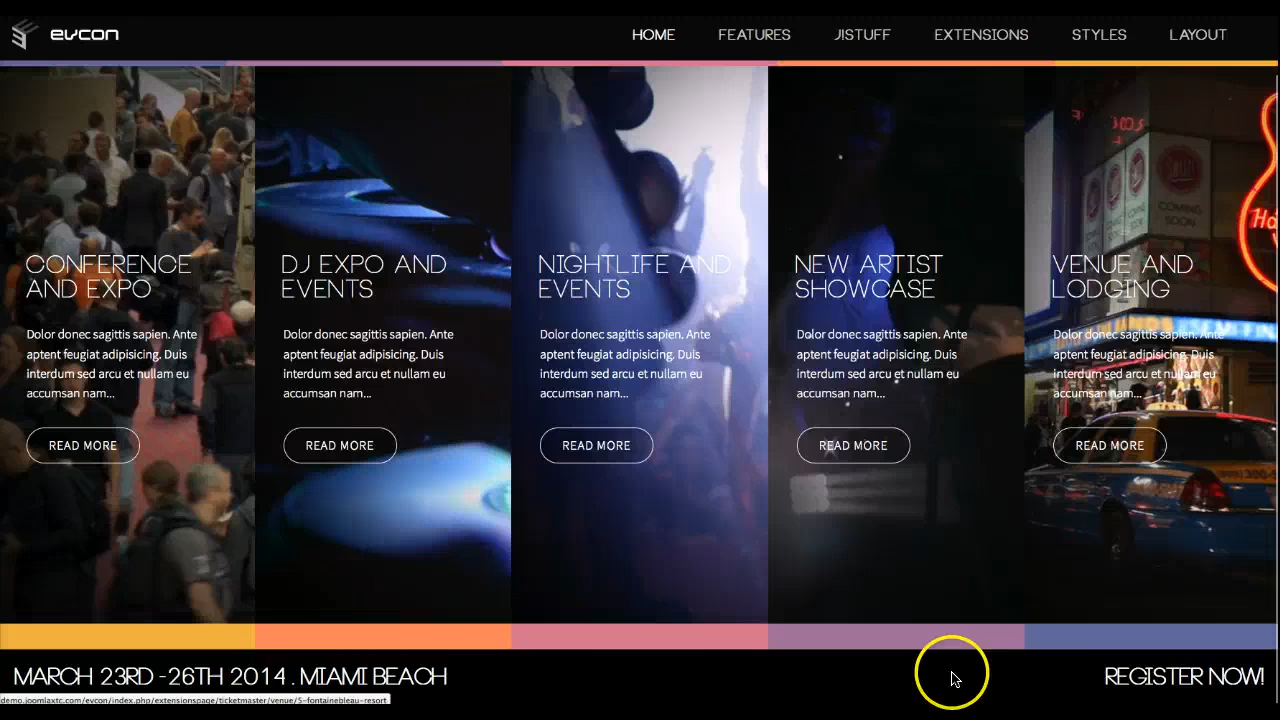 evcon
HOME FEATURES J!STUFF EXTENSIONS STYLES LAYOUT
CONFERENCE
AND EXPO
Dolor donec sagittis sapien. Ante
aptent feugiat adipisicing. Duis
interdum sed arcu et nullam eu
accumsan nam...
READ MORE
DJ EXPO AND
EVENTS
Dolor donec sagittis sapien. Ante
aptent feugiat adipisicing. Duis
interdum sed arcu et nullam eu
accumsan nam...
READ MORE
NIGHTLIFE AND
EVENTS
Dolor donec sagittis sapien. Ante
aptent feugiat adipisicing. Duis
interdum sed arcu et nullam eu
accumsan nam...
READ MORE
NEW ARTIST
SHOWCASE
Dolor donec sagittis sapien. Ante
aptent feugiat adipisicing. Duis
interdum sed arcu et nullam eu
accumsan nam...
READ MORE
COMING
SOON
VENUE AND
LODGING
Dolor donec sagittis sapien. Ante
aptent feugiat adipisicing. Duis
interdum sed arcu et nullam eu
accumsan nam...
READ MORE
MARCH 23RD - 26TH 2014 . MIAMI BEACH
REGISTER NOW!
demo.joomlaxtc.com/evcon/index.php/extensionspage/ticketmaster/venue/5-fontainebleau-resort